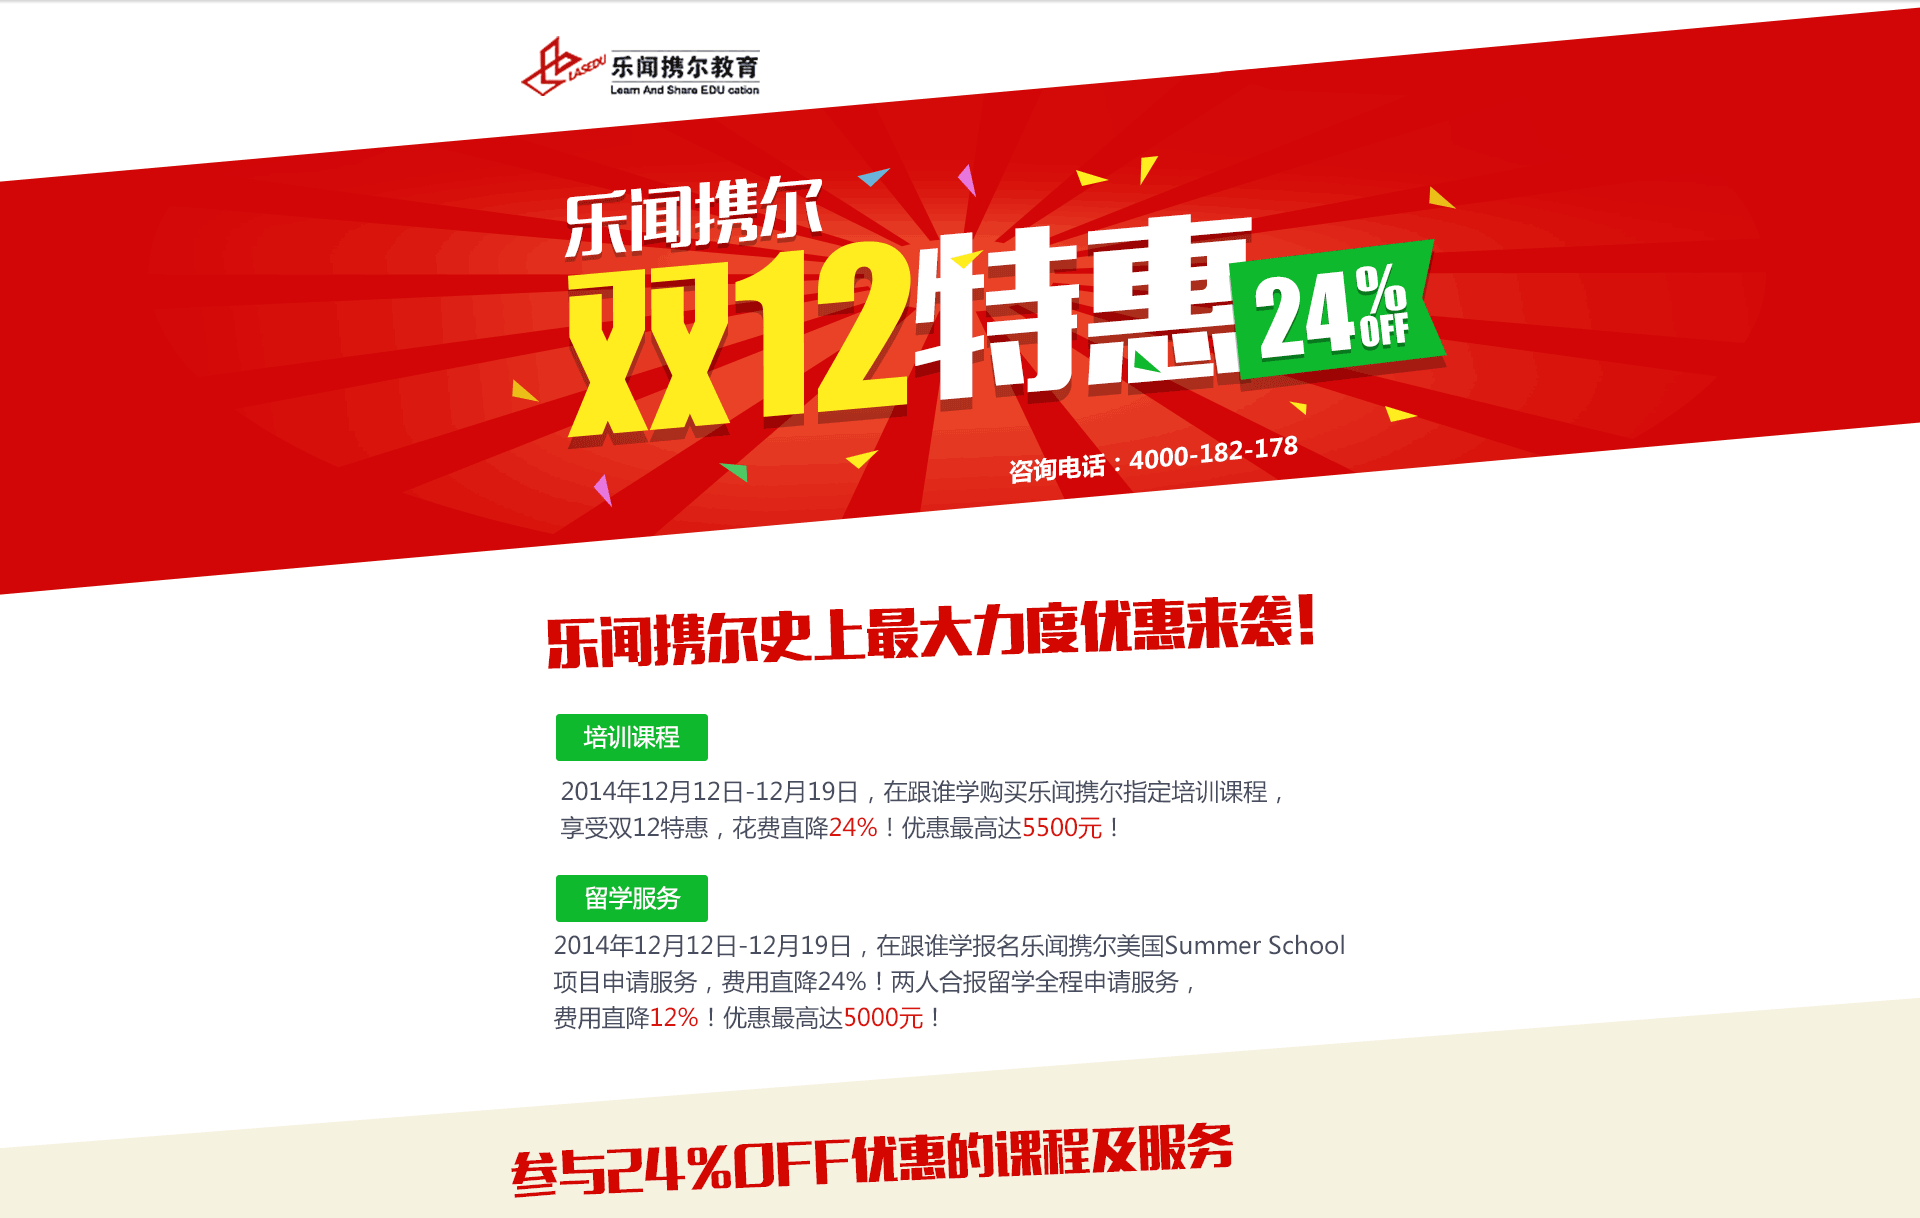 LASEDU
乐闻携尔教育
Learn And Share EDU cation
乐闻携尔
双12特惠
24%
OFF
咨询电话：4000-182-178
乐闻携尔史上最大力度优惠来袭！
培训课程
2014年12月12日-12月19日，在跟谁学购买乐闻携尔指定培训课程，
享受双12特惠，花费直降24%！优惠最高达5500元！
留学服务
2014年12月12日-12月19日，在跟谁学报名乐闻携尔美国Summer School
项目申请服务，费用直降24%！两人合报留学全程申请服务，
费用直降12%！优惠最高达5000元！
参与24%OFF优惠的课程及服务